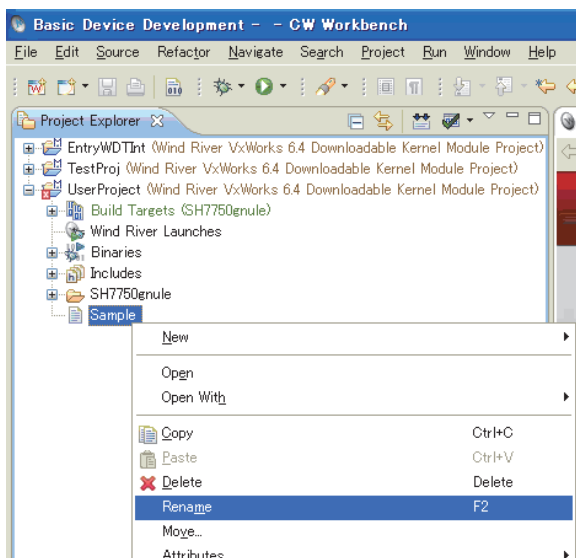 Basic Device Development - - CW Workbench
File Edit Source Refactor Navigate Search Project Run Window Help
Project Explorer
EntryWDTInt (Wind River VxWorks 6.4 Downloadable Kernel Module Project)
TestProj (Wind River VxWorks 6.4 Downloadable Kernel Module Project)
UserProject (Wind River VxWorks 6.4 Downloadable Kernel Module Project)
Build Targets (SH7750gnule)
Wind River Launches
Binaries
Includes
SH7750gnule
Sample
New
Open
Open With
Copy Ctrl+C
Paste Ctrl+V
Delete Delete
Rename F2
Move...
Attributes